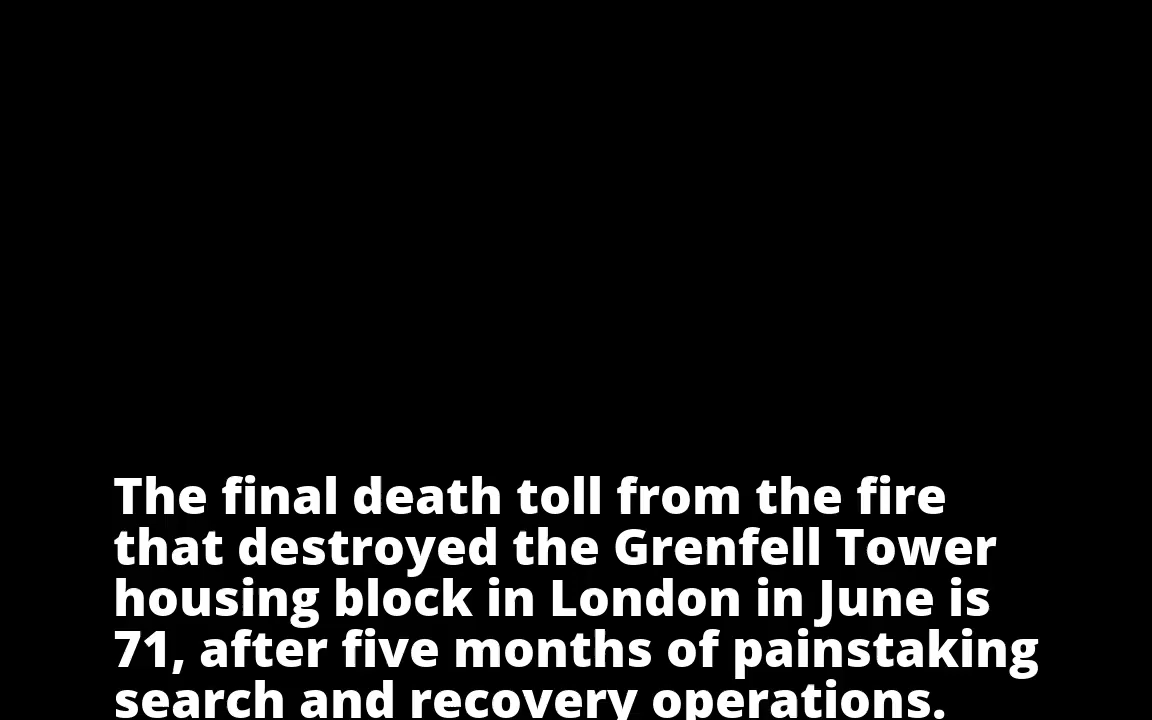 The final death toll from the fire
that destroyed the Grenfell Tower
housing block in London in June is
71, after five months of painstaking
search and recovery operations.